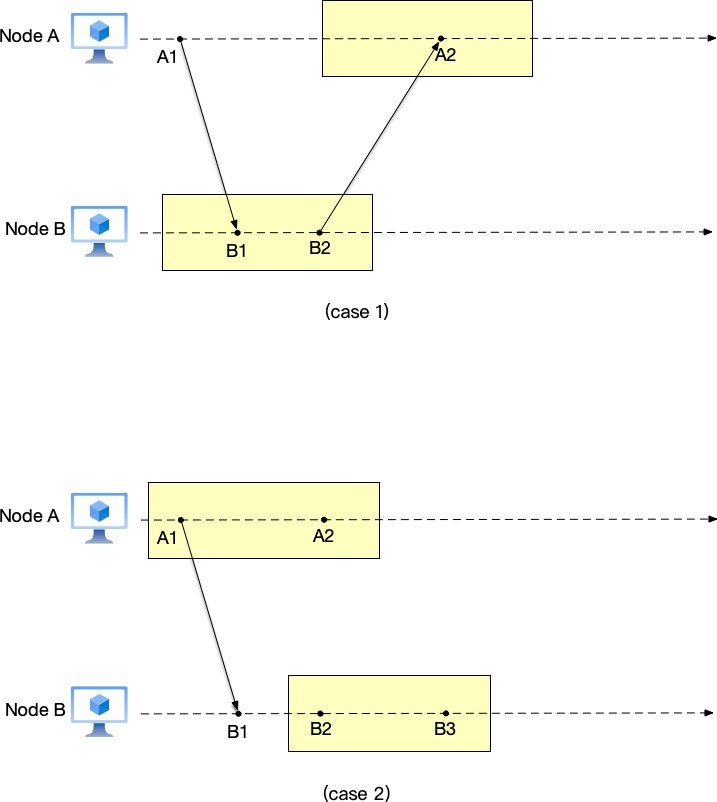 Node A
A1
A2
Node B
B1
B2
(case 1)
Node A
A1
A2
Node B
B1
B2
B3
(case 2)